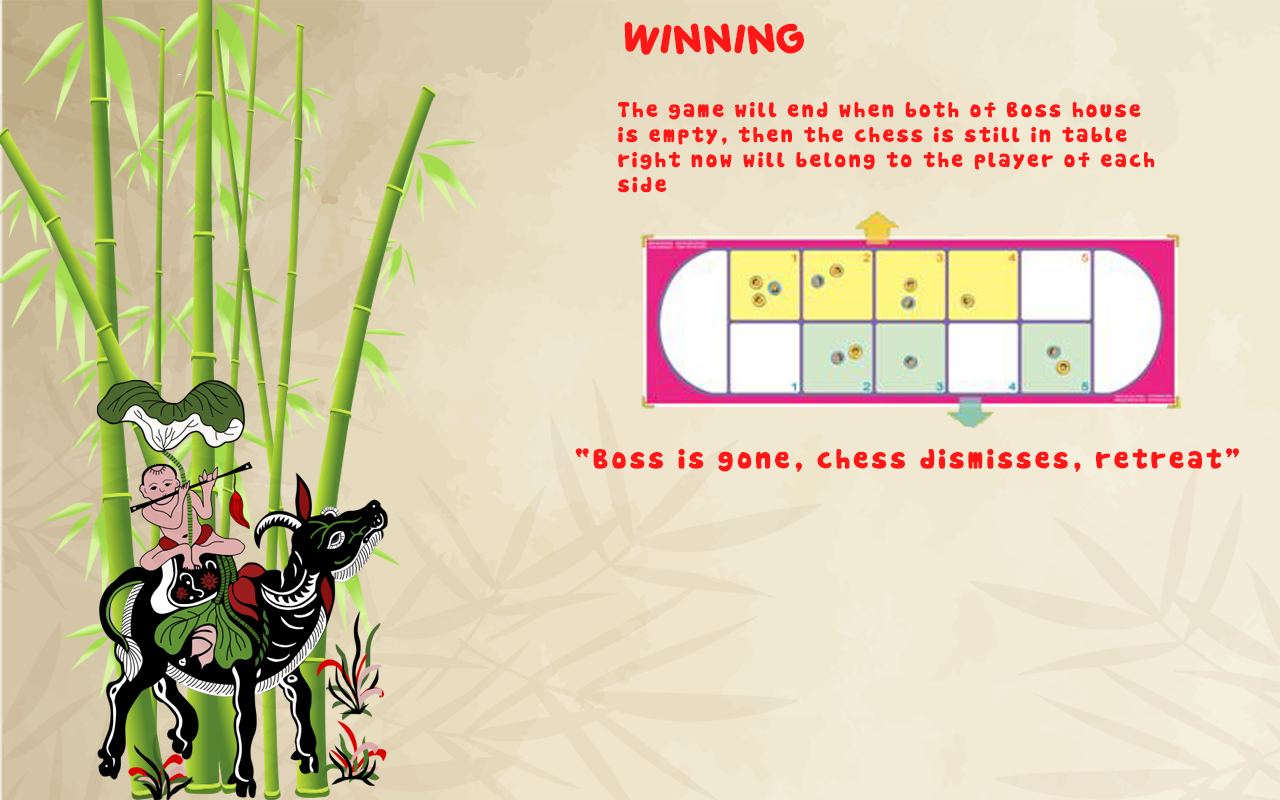 WINNING
The game will end when both of Boss house
is empty, then the chess is still in table
right now will belong to the player of each
side
1 2 3 4 5
1 2 3 4 5
"Boss is gone, chess dismisses, retreat"